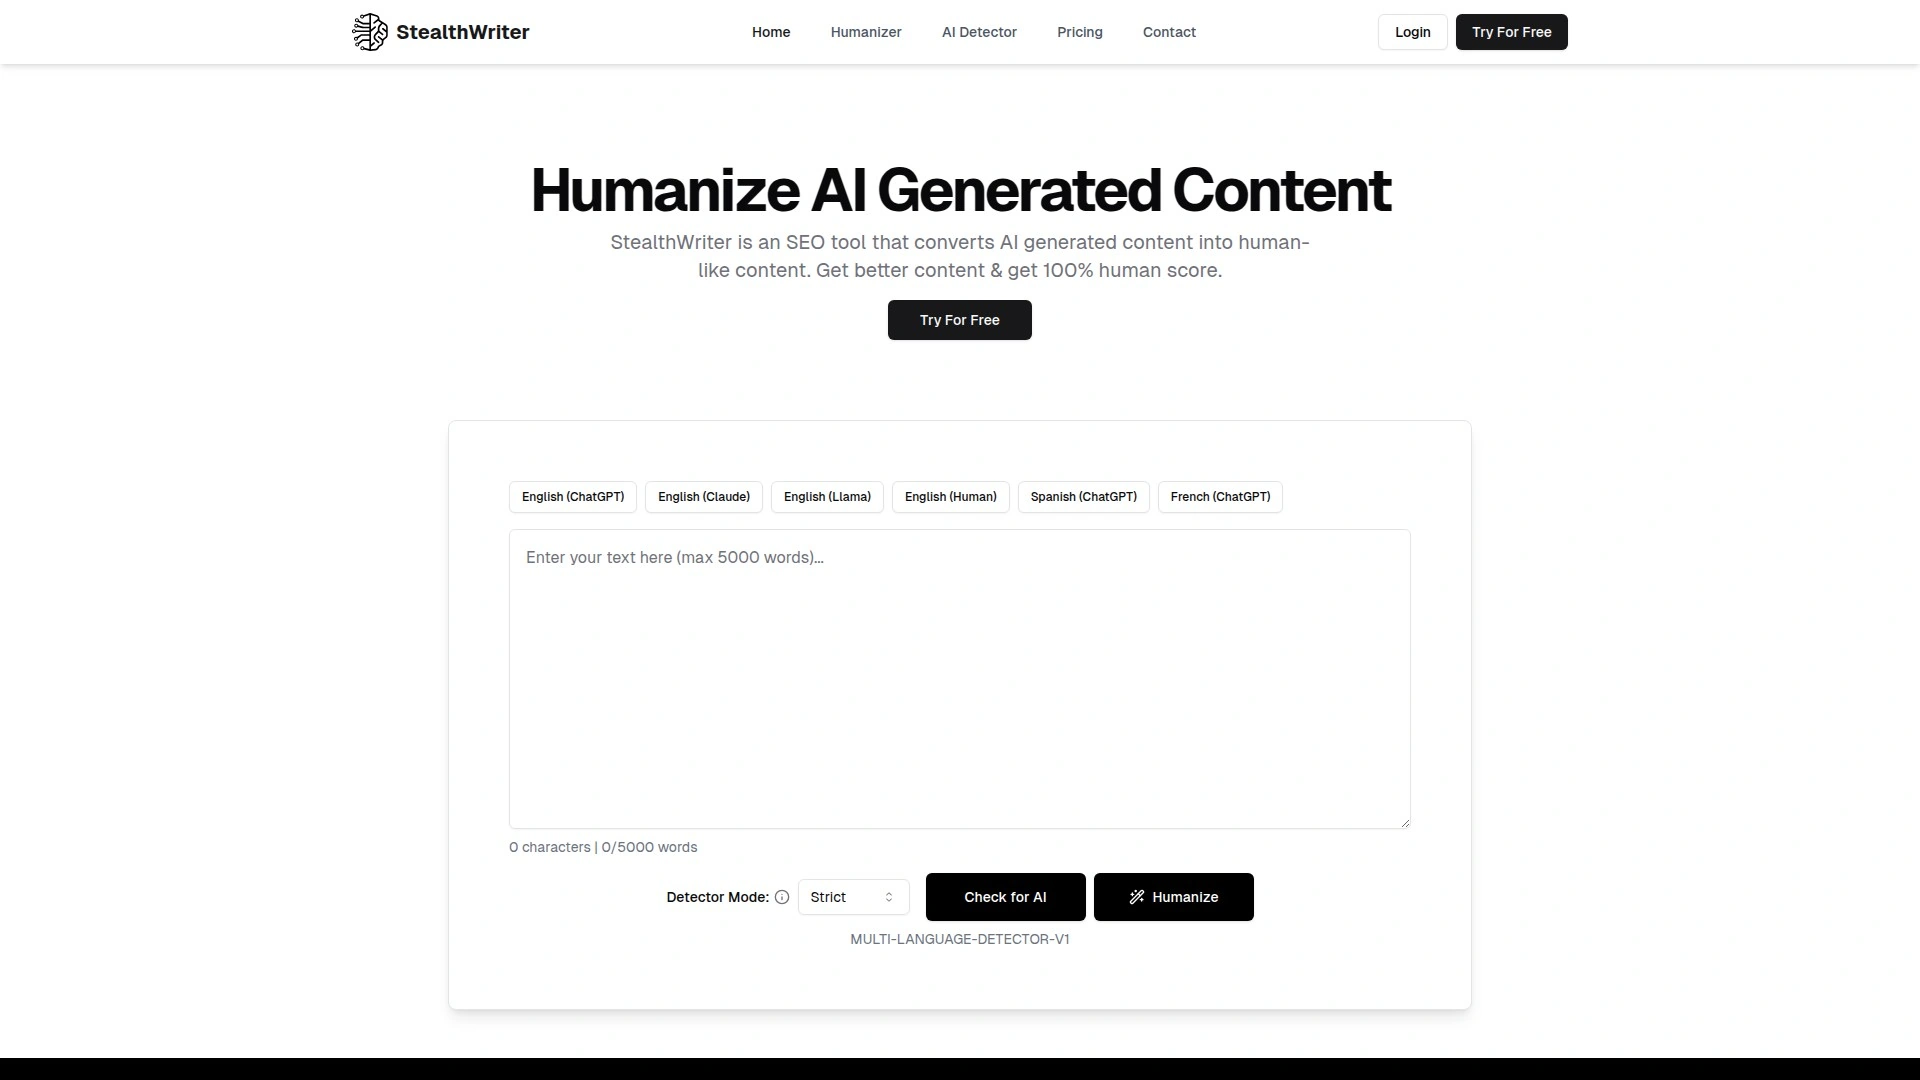 StealthWriter
Home
Humanizer
AI Detector
Pricing
Contact
Login
Try For Free
Humanize AI Generated Content
StealthWriter is an SEO tool that converts AI generated content into human-
like content. Get better content & get 100% human score.
Try For Free
English (ChatGPT)
English (Claude)
English (Llama)
English (Human)
Spanish (ChatGPT)
French (ChatGPT)
Enter your text here (max 5000 words)...
0 characters | 0/5000 words
Detector Mode:
Strict
Check for AI
Humanize
MULTI-LANGUAGE-DETECTOR-V1